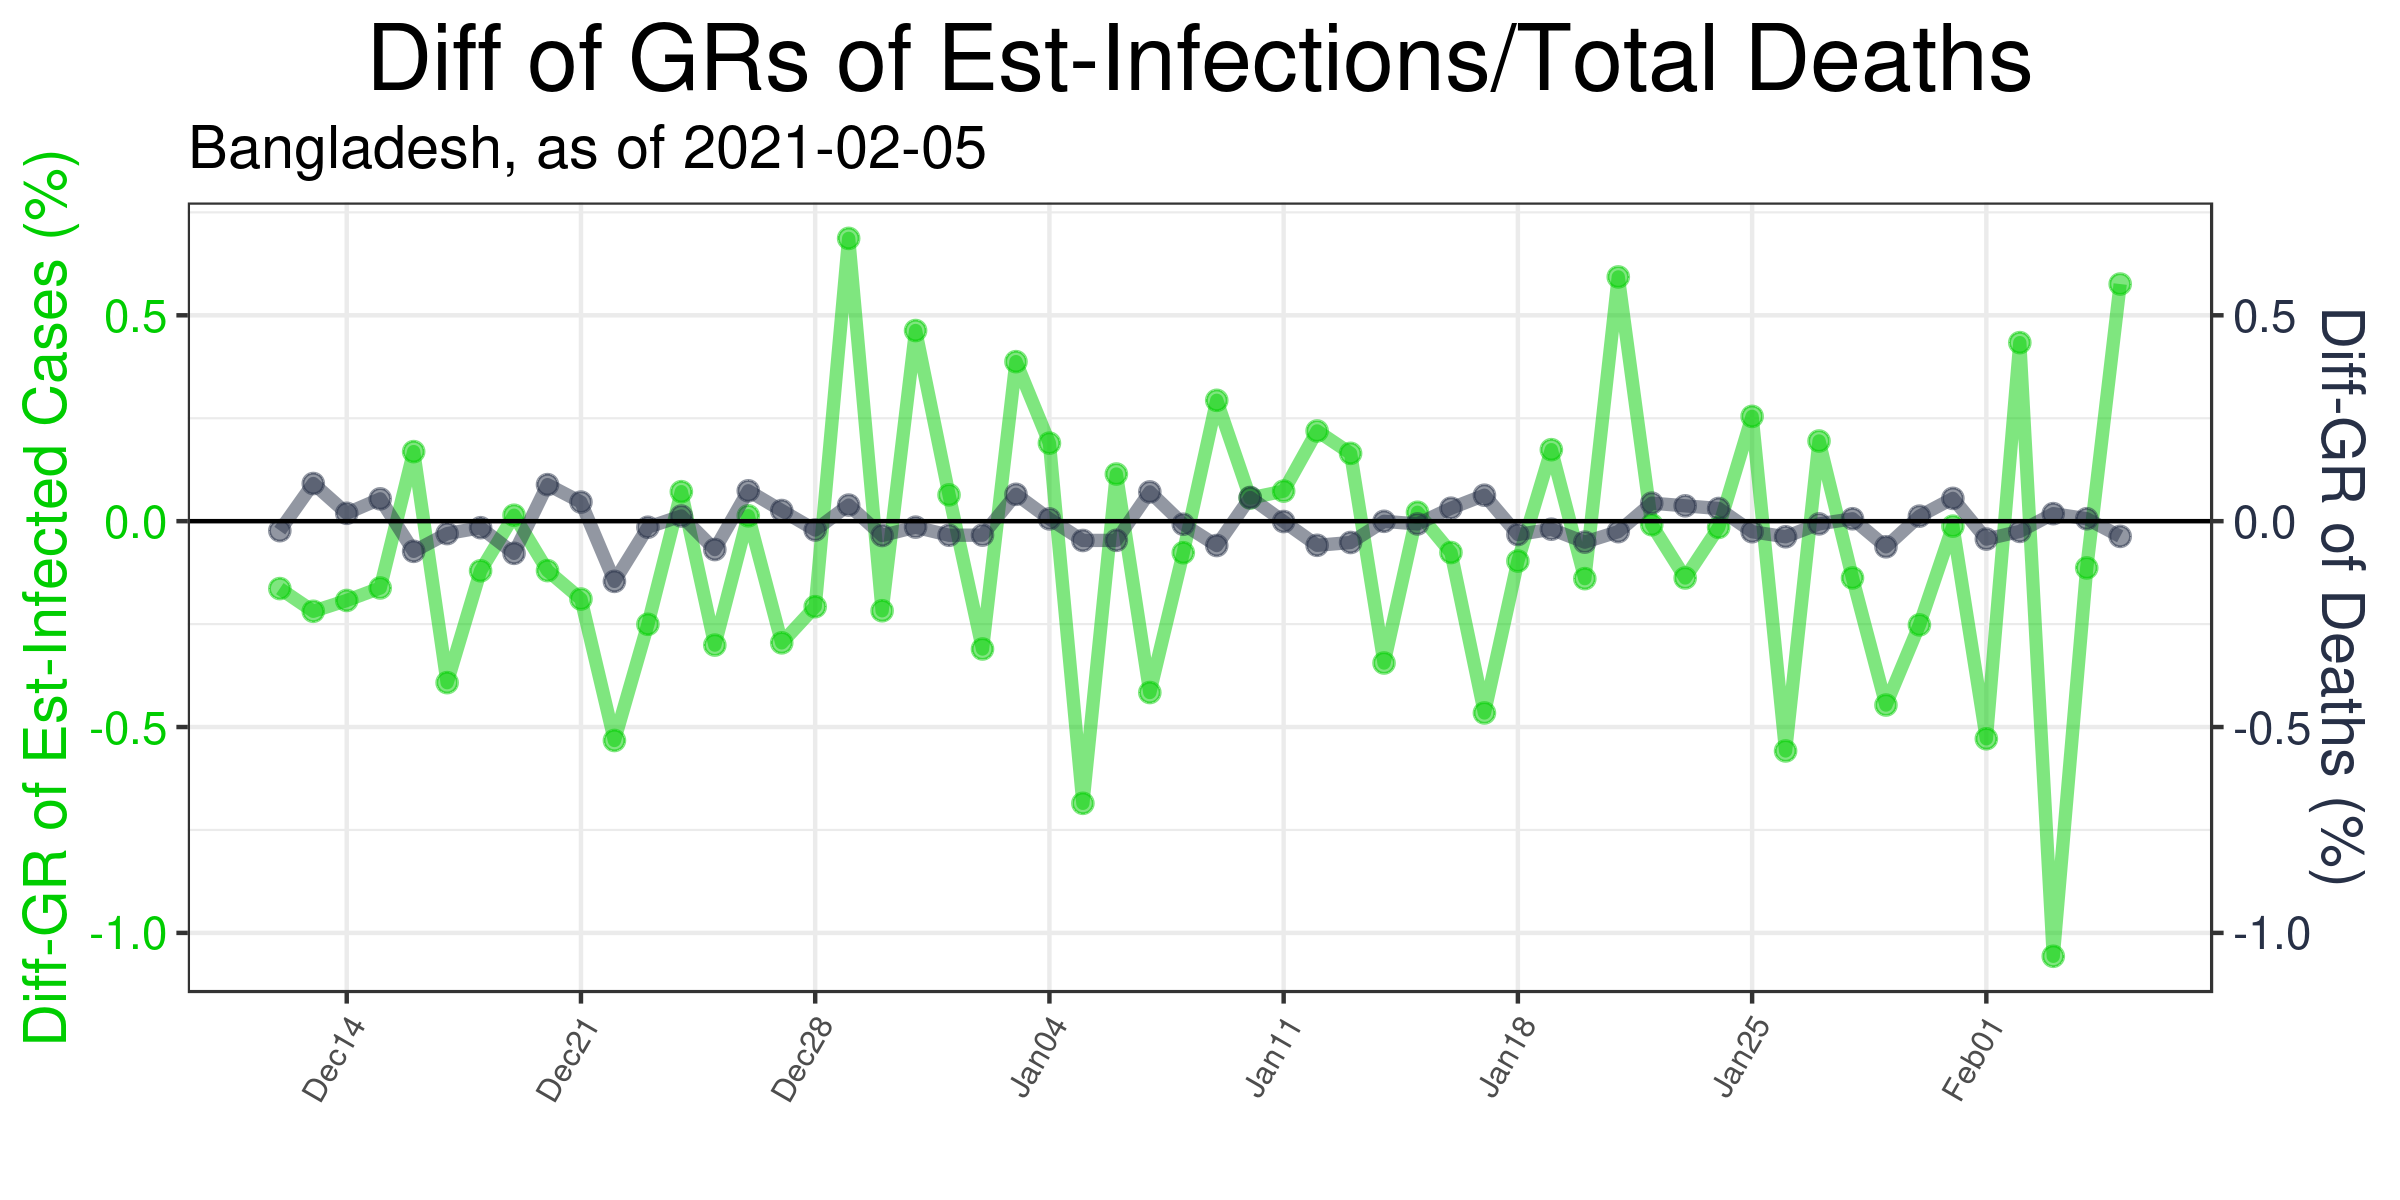 Diff of GRs of Est-Infections/Total Deaths
Bangladesh, as of 2021-02-05
Diff-GR of Est-Infected Cases (%)
0.5
0.0
-0.5
-1.0
0.5
0.0
-0.5
-1.0
Diff-GR of Deaths (%)
Dec14
Dec21
Dec28
Jan04
Jan11
Jan18
Jan25
Feb01